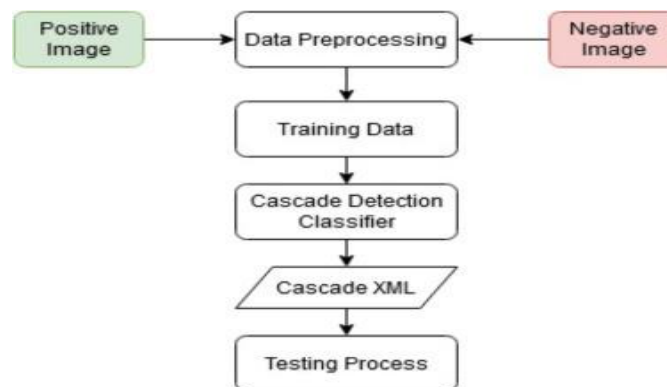 Positive
Image
Data Preprocessing
Negative
Image
Training Data
Cascade Detection
Classifier
Cascade XML
Testing Process